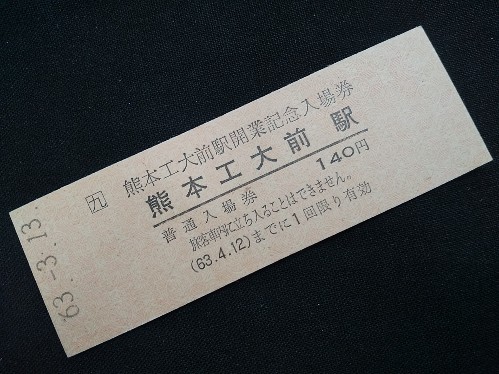 63.-3.13.
㊈ 熊本工大前駅開業記念入場券
熊本工大前駅
普通入場券 140円
旅客車内に立ち入ることはできません。
(63.4.12)までに1回限り有効